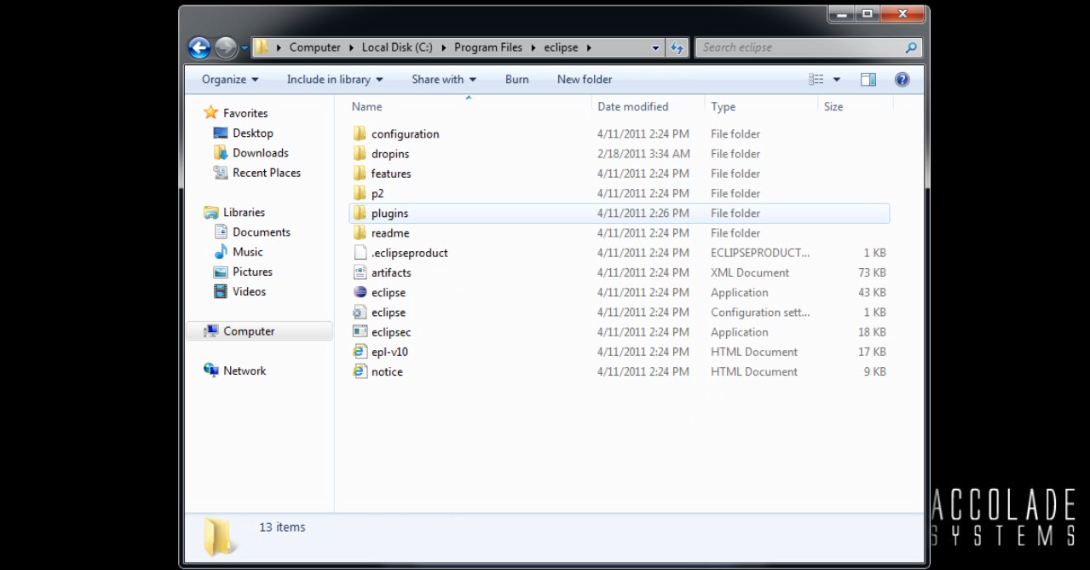 Computer Local Disk (C:) Program Files eclipse Search eclipse
Organize Include in library Share with Burn New folder
Name Date modified Type Size
Favorites
Desktop
Downloads
Recent Places
Libraries
Documents
Music
Pictures
Videos
Computer
Network
configuration 4/11/2011 2:24 PM File folder
dropins 2/18/2011 3:34 AM File folder
features 4/11/2011 2:24 PM File folder
p2 4/11/2011 2:24 PM File folder
plugins 4/11/2011 2:26 PM File folder
readme 4/11/2011 2:24 PM File folder
.eclipseproduct 4/11/2011 2:24 PM ECLIPSEPRODUCT... 1 KB
artifacts 4/11/2011 2:24 PM XML Document 73 KB
eclipse 4/11/2011 2:24 PM Application 43 KB
eclipse 4/11/2011 2:24 PM Configuration sett... 1 KB
eclipsec 4/11/2011 2:24 PM Application 18 KB
epl-v10 4/11/2011 2:24 PM HTML Document 17 KB
notice 4/11/2011 2:24 PM HTML Document 9 KB
13 items
ACCOLADE
SYSTEMS